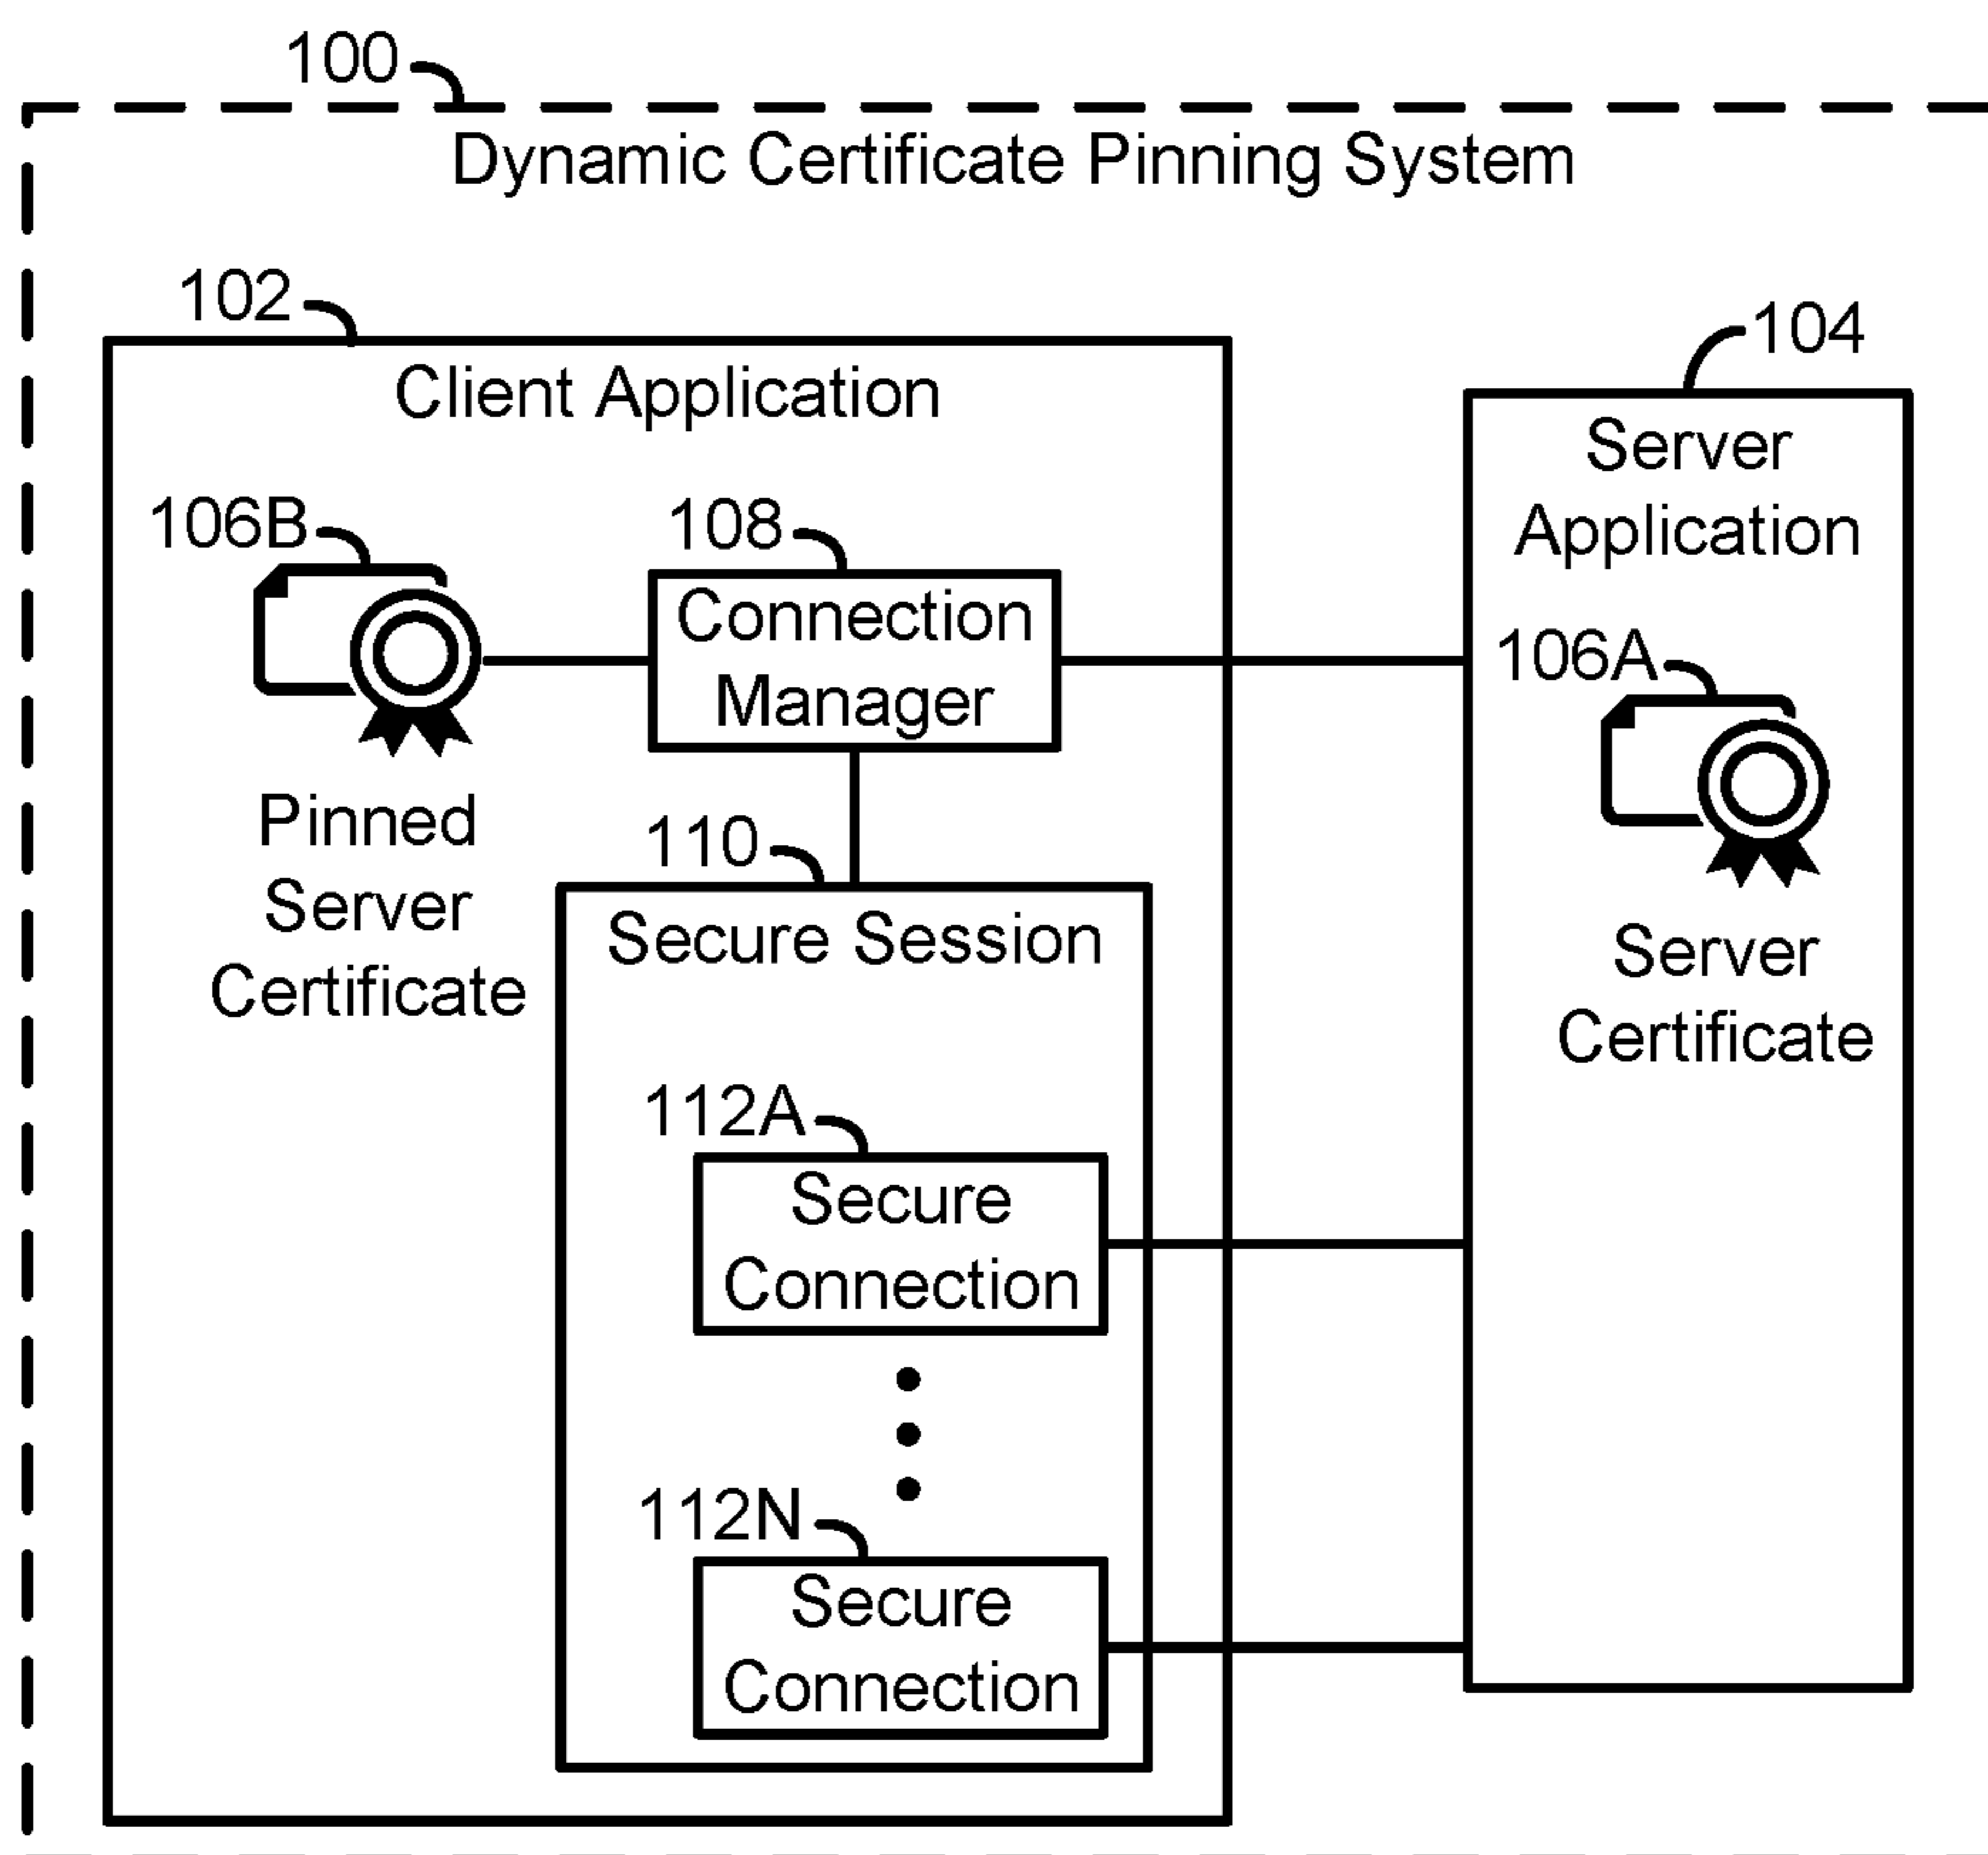 100
Dynamic Certificate Pinning System
102
Client Application
104
Server
Application
106B
Pinned
Server
Certificate
108
Connection
Manager
106A
Server
Certificate
110
Secure Session
112A
Secure
Connection
112N
Secure
Connection